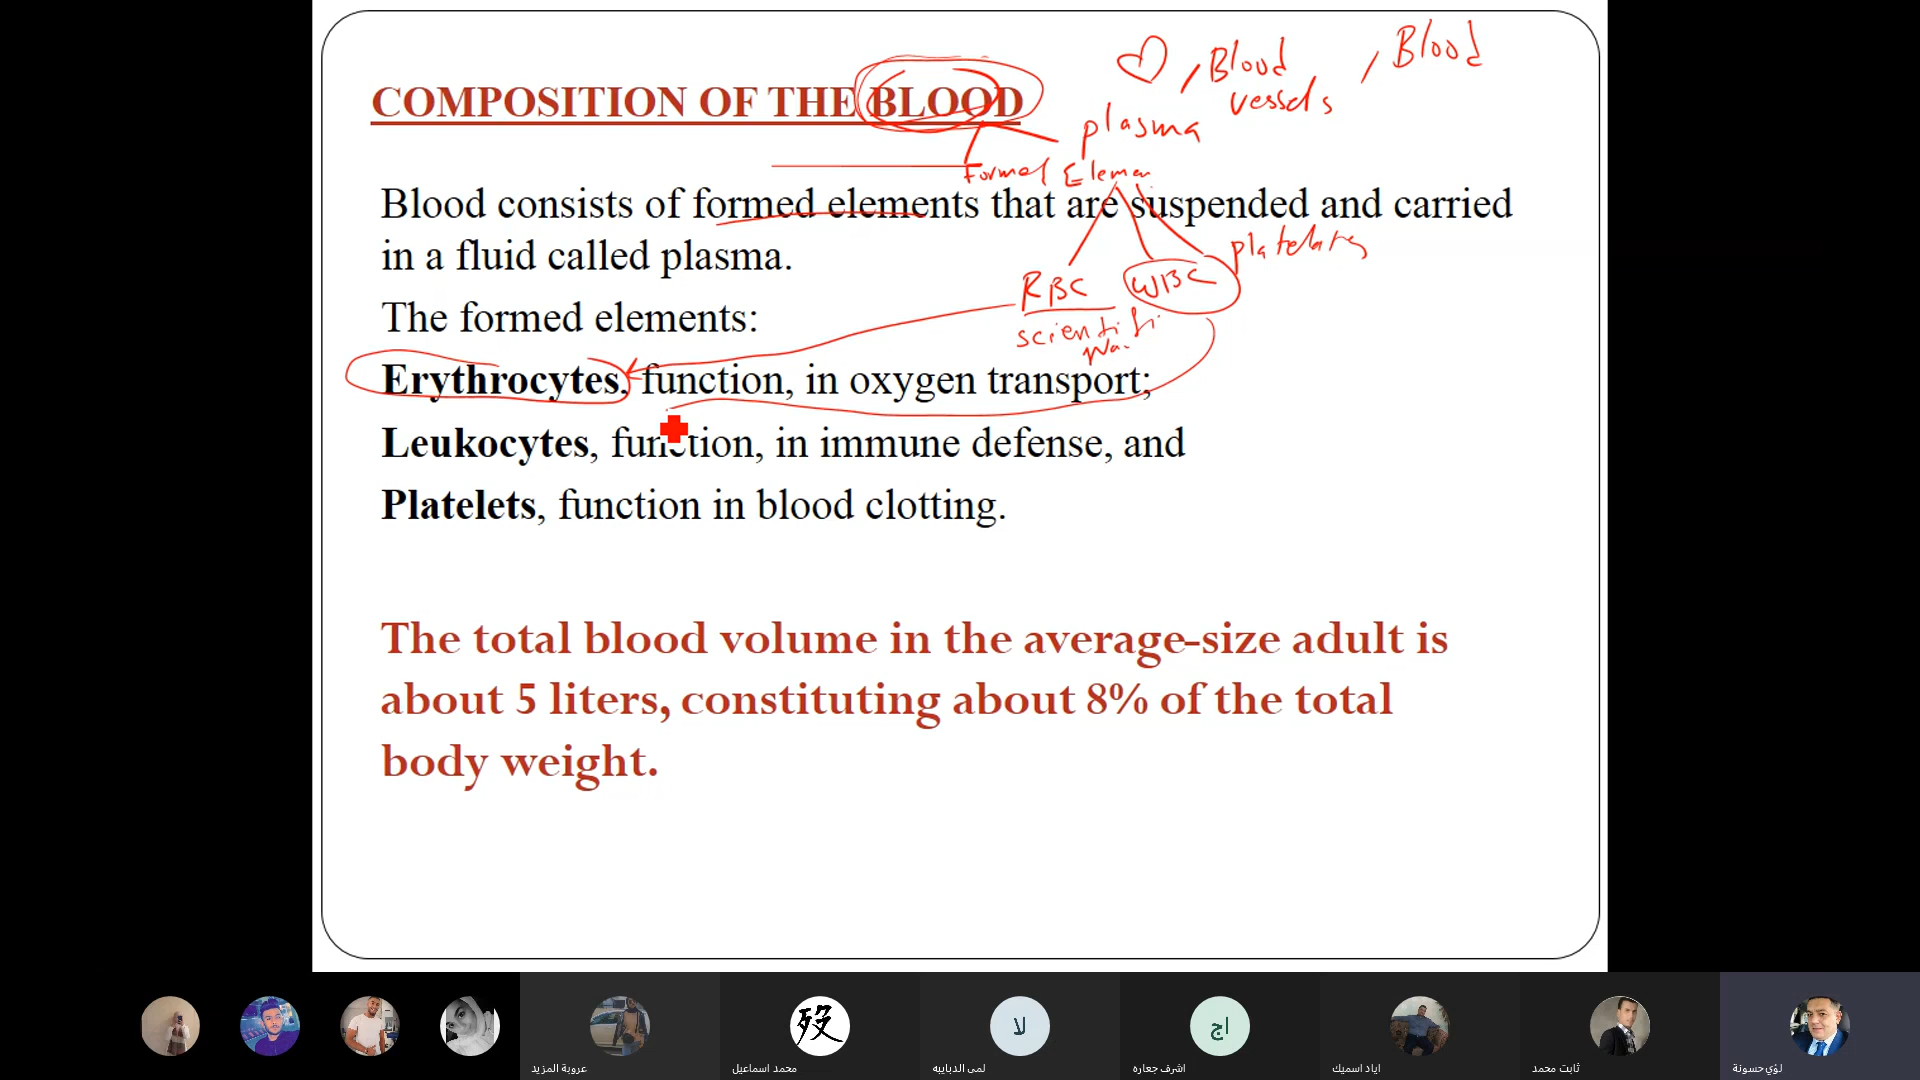 COMPOSITION OF THE BLOOD
, Blood
vessels
, Blood
plasma
Formed Elemen
Blood consists of formed elements that are suspended and carried
in a fluid called plasma.
RBC WBC
The formed elements:
Erythrocytes, function, in oxygen transport;
Leukocytes, function, in immune defense, and
Platelets, function in blood clotting.
The total blood volume in the average-size adult is
about 5 liters, constituting about 8% of the total
body weight.
歿
لا
اج
عروبة المزيد
محمد اسماعيل
لمى الدبابيه
اشرف جعاره
اياد اسميك
ثابت محمد
لؤي حسونة